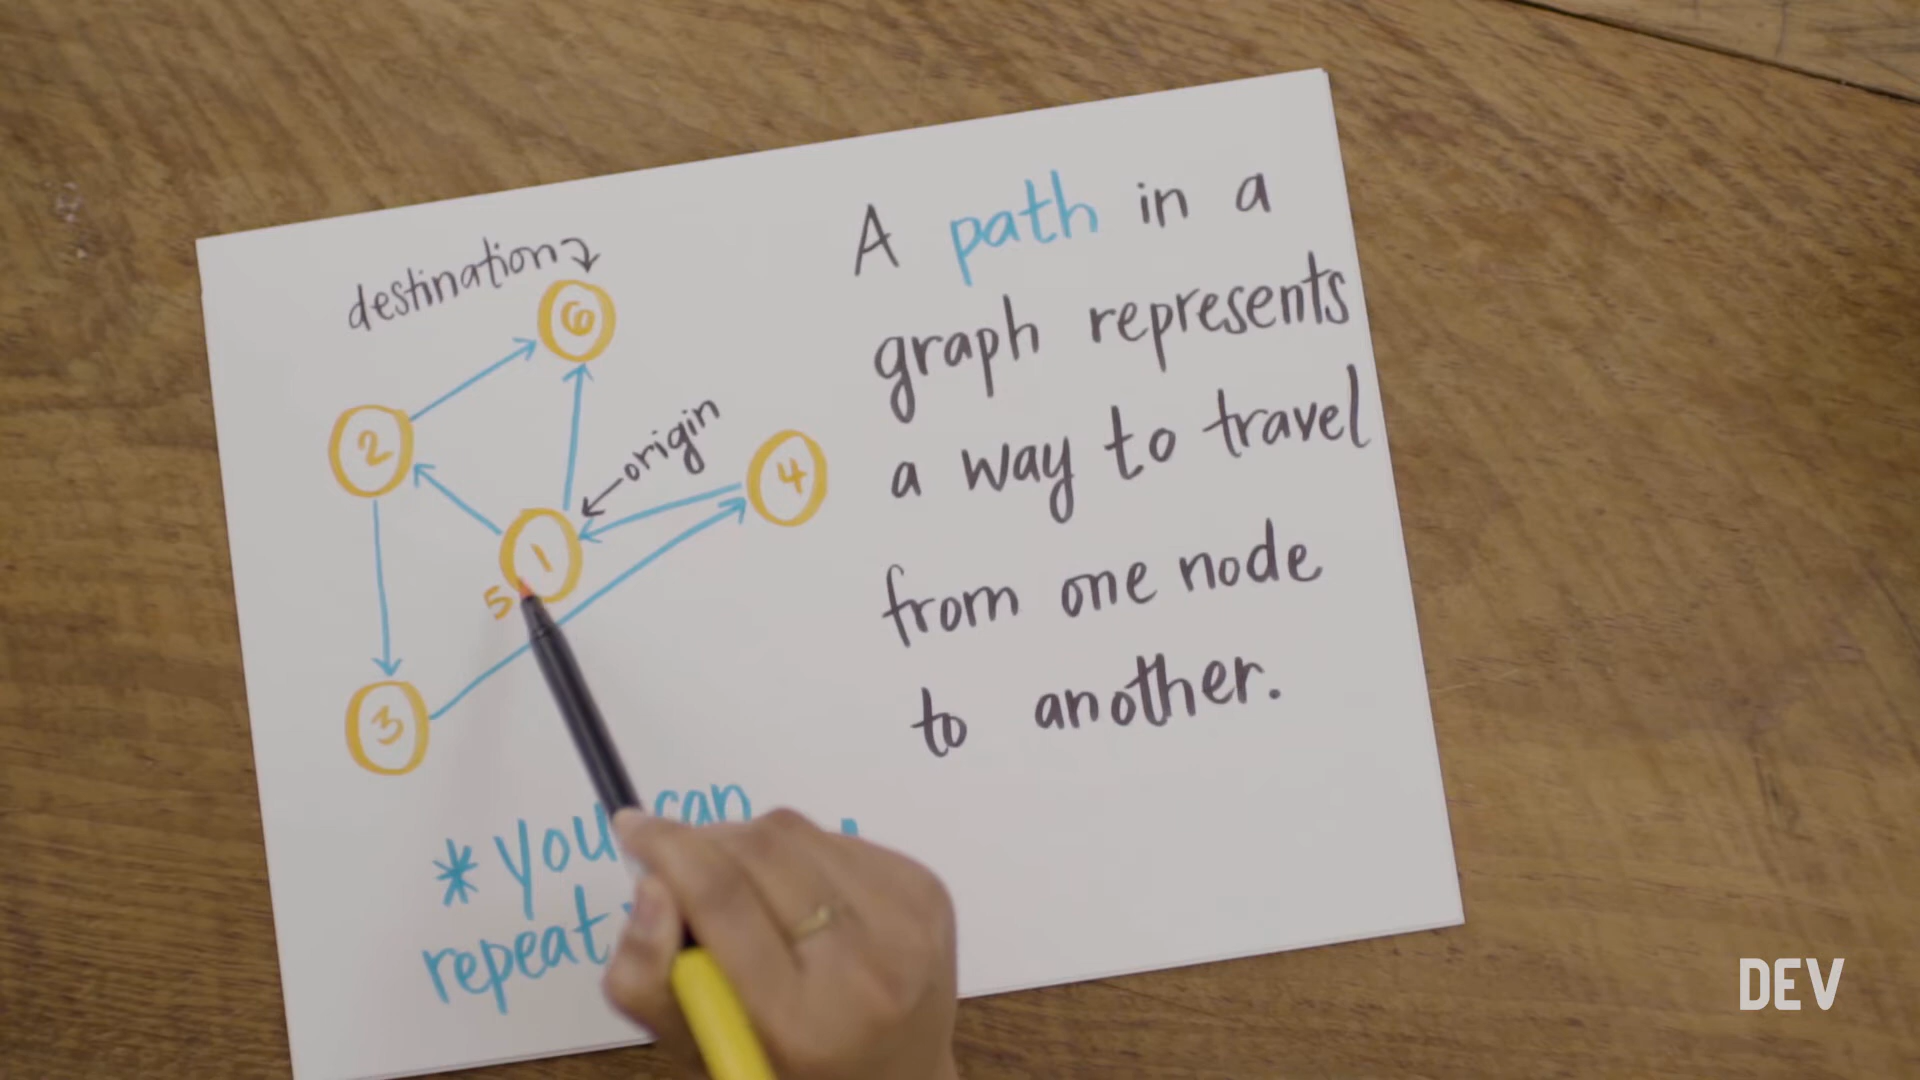 destination
6
2
origin
4
1
5
3
* you can
repeat
A path in a
graph represents
a way to travel
from one node
to another.
DEV